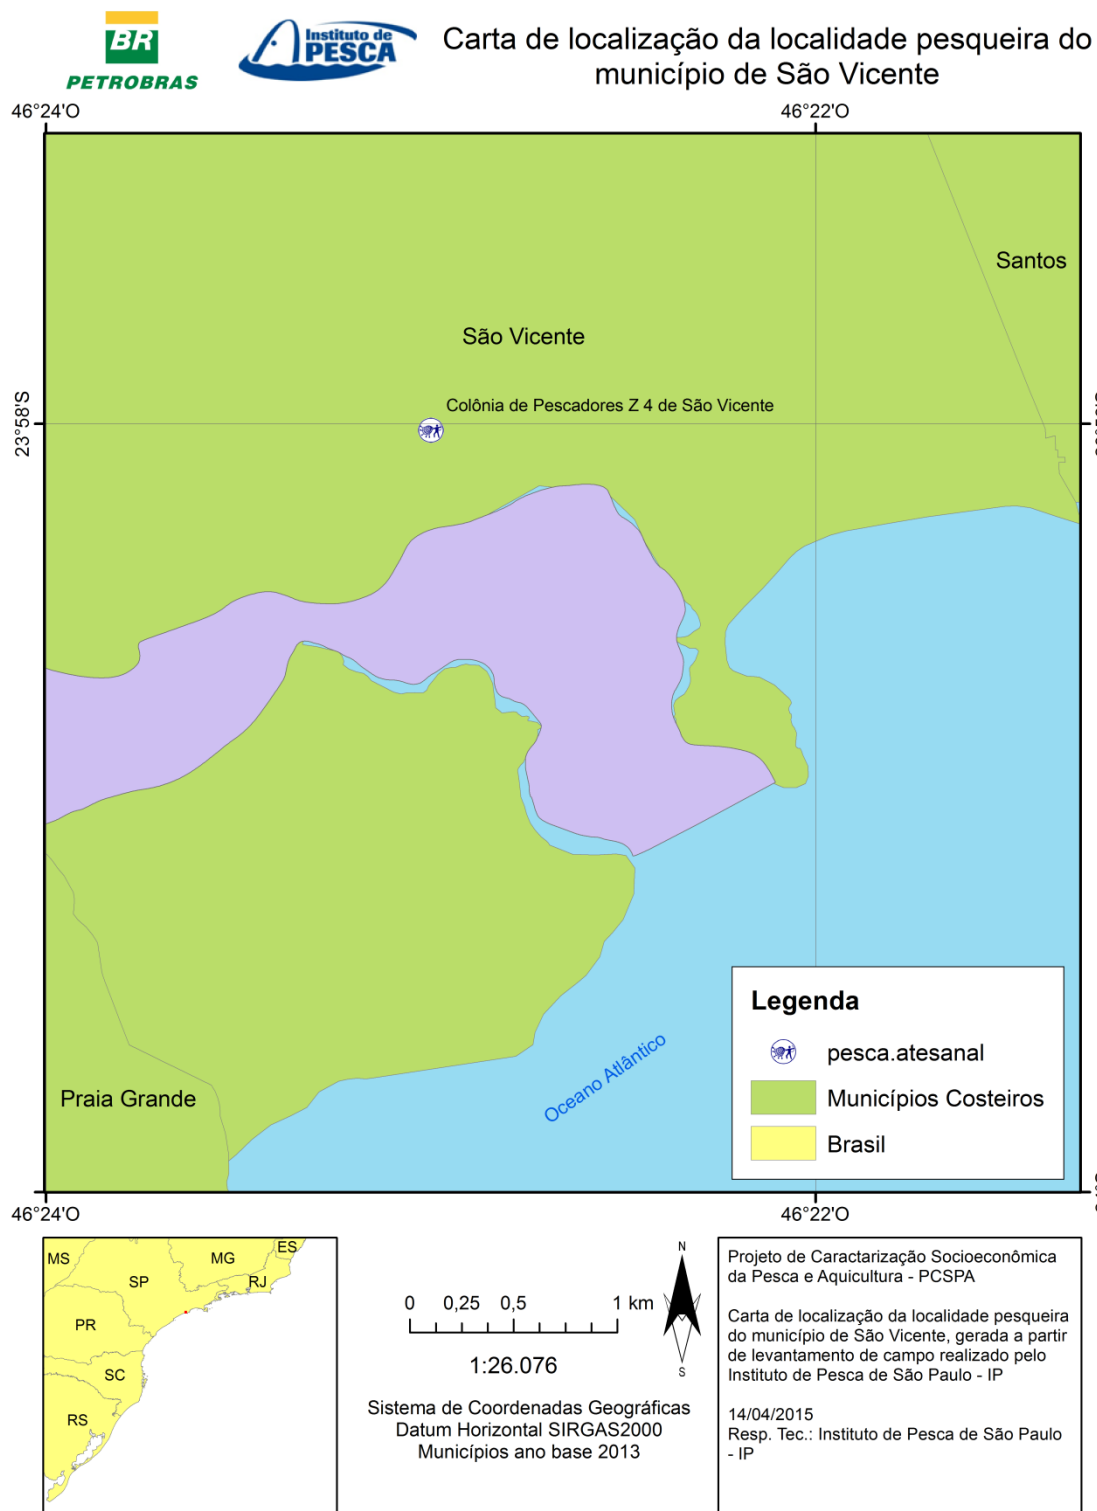 BR
PETROBRAS
Instituto de
PESCA
Carta de localização da localidade pesqueira do
município de São Vicente
46°24'O
46°22'O
Santos
São Vicente
Colônia de Pescadores Z 4 de São Vicente
23°58'S
Oceano Atlântico
Praia Grande
Legenda
pesca.atesanal
Municípios Costeiros
Brasil
46°24'O
46°22'O
MS
MG
ES
SP
RJ
PR
SC
RS
0 0,25 0,5 1 km
1:26.076
Sistema de Coordenadas Geográficas
Datum Horizontal SIRGAS2000
Municípios ano base 2013
N
S
Projeto de Caractarização Socioeconômica
da Pesca e Aquicultura - PCSPA
Carta de localização da localidade pesqueira
do município de São Vicente, gerada a partir
de levantamento de campo realizado pelo
Instituto de Pesca de São Paulo - IP
14/04/2015
Resp. Tec.: Instituto de Pesca de São Paulo
- IP